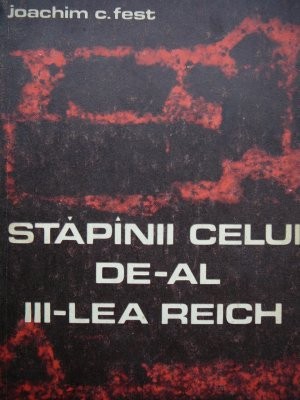 joachim c. fest
STĂPÎNII CELUI
DE-AL
III-LEA REICH